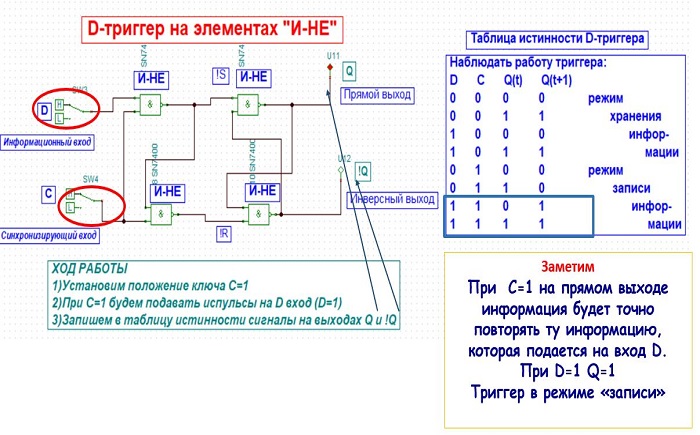 D-триггер на элементах "И-НЕ"
SN74
SN74
И-НЕ
!S
И-НЕ
U11
Q
SW3
H
L
D
&
&
Прямой выход
Информационный вход
SN7400
U12
!Q
C
SW4
И-НЕ
И-НЕ
Инверсный выход
H
L
&
&
Синхронизирующий вход
!R
ХОД РАБОТЫ
1)Установим положение ключа C=1
2)При C=1 будем подавать испульсы на D вход (D=1)
3)Запишем в таблицу истинности сигналы на выходах Q и !Q
Таблица истинности D-триггера
Наблюдать работу триггера:
D C Q(t) Q(t+1)
0 0 0 0 режим
0 0 1 1 хранения
1 0 0 0 инфор-
1 0 1 1 мации
0 1 0 0 режим
0 1 1 0 записи
1 1 0 1 инфор-
1 1 1 1 мации
Заметим
При C=1 на прямом выходе
информация будет точно
повторять ту информацию,
которая подается на вход D.
При D=1 Q=1
Триггер в режиме «записи»